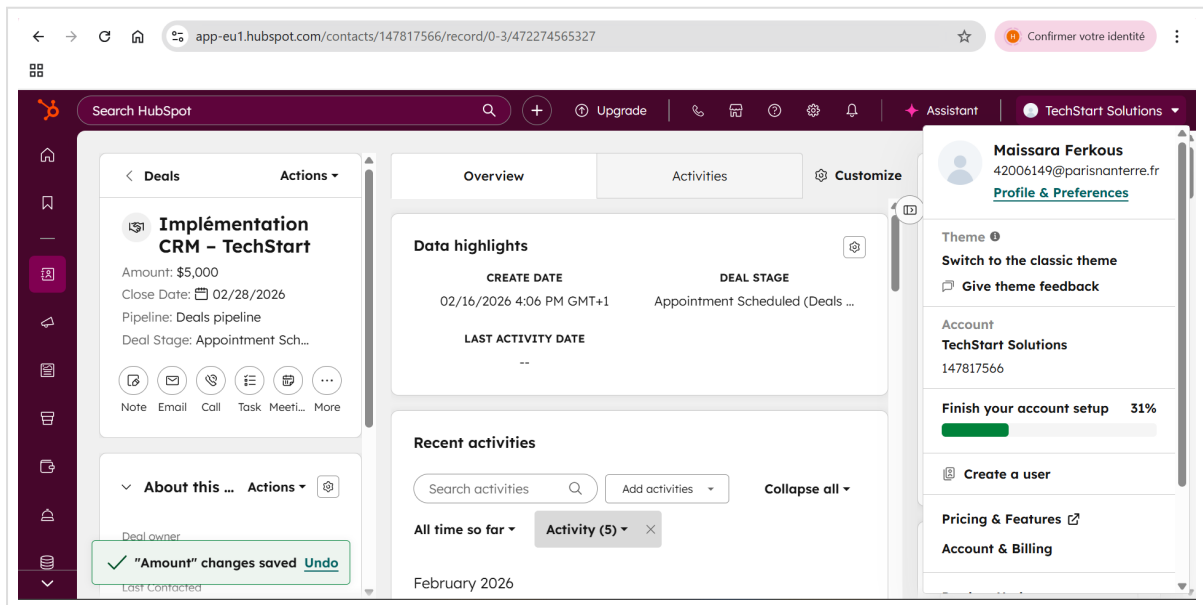 app-eu1.hubspot.com/contacts/147817566/record/0-3/472274565327
H
Confirmer votre identité
Search HubSpot
Upgrade
Assistant
TechStart Solutions
Deals
Actions
Implémentation
CRM – TechStart
Amount: $5,000
Close Date: 02/28/2026
Pipeline: Deals pipeline
Deal Stage: Appointment Sch...
Note Email Call Task Meeti... More
About this ... Actions
Deal owner
"Amount" changes saved Undo
Last Contacted
Overview
Activities
Customize
Data highlights
CREATE DATE
02/16/2026 4:06 PM GMT+1
DEAL STAGE
Appointment Scheduled (Deals ...
LAST ACTIVITY DATE
--
Recent activities
Search activities
Add activities
Collapse all
All time so far
Activity (5)
February 2026
Maissara Ferkous
42006149@parisnanterre.fr
Profile & Preferences
Theme
Switch to the classic theme
Give theme feedback
Account
TechStart Solutions
147817566
Finish your account setup 31%
Create a user
Pricing & Features
Account & Billing